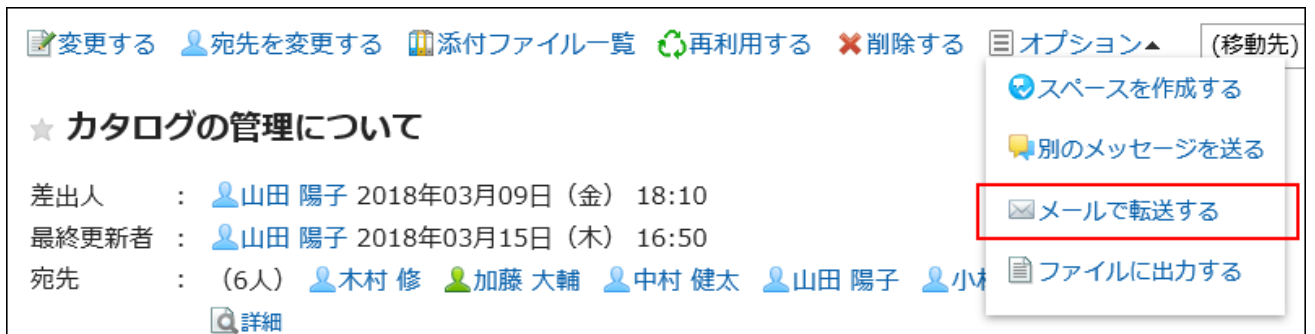 変更する 宛先を変更する 添付ファイル一覧 再利用する 削除する オプション▲ (移動先)
スペースを作成する
別のメッセージを送る
メールで転送する
ファイルに出力する
カタログの管理について
差出人 : 山田 陽子 2018年03月09日（金） 18:10
最終更新者 : 山田 陽子 2018年03月15日（木） 16:50
宛先 : （6人） 木村 修 加藤 大輔 中村 健太 山田 陽子 小
詳細